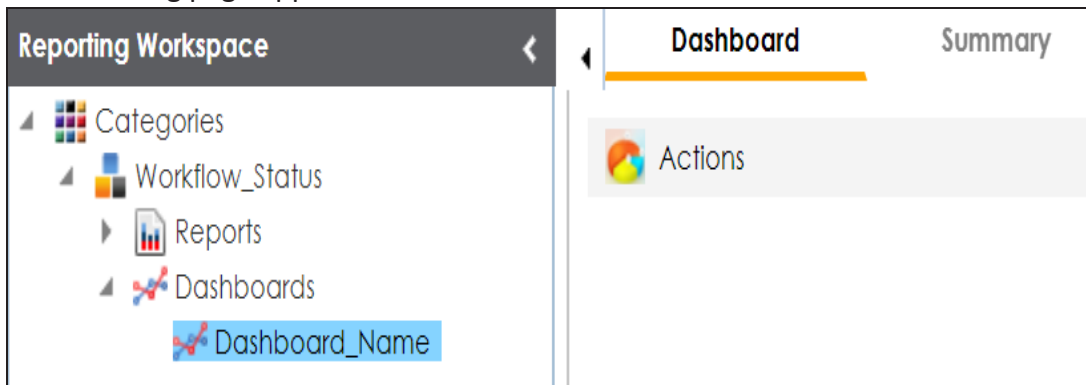 Reporting Workspace
Dashboard
Summary
Categories
Actions
Workflow_Status
Reports
Dashboards
Dashboard_Name